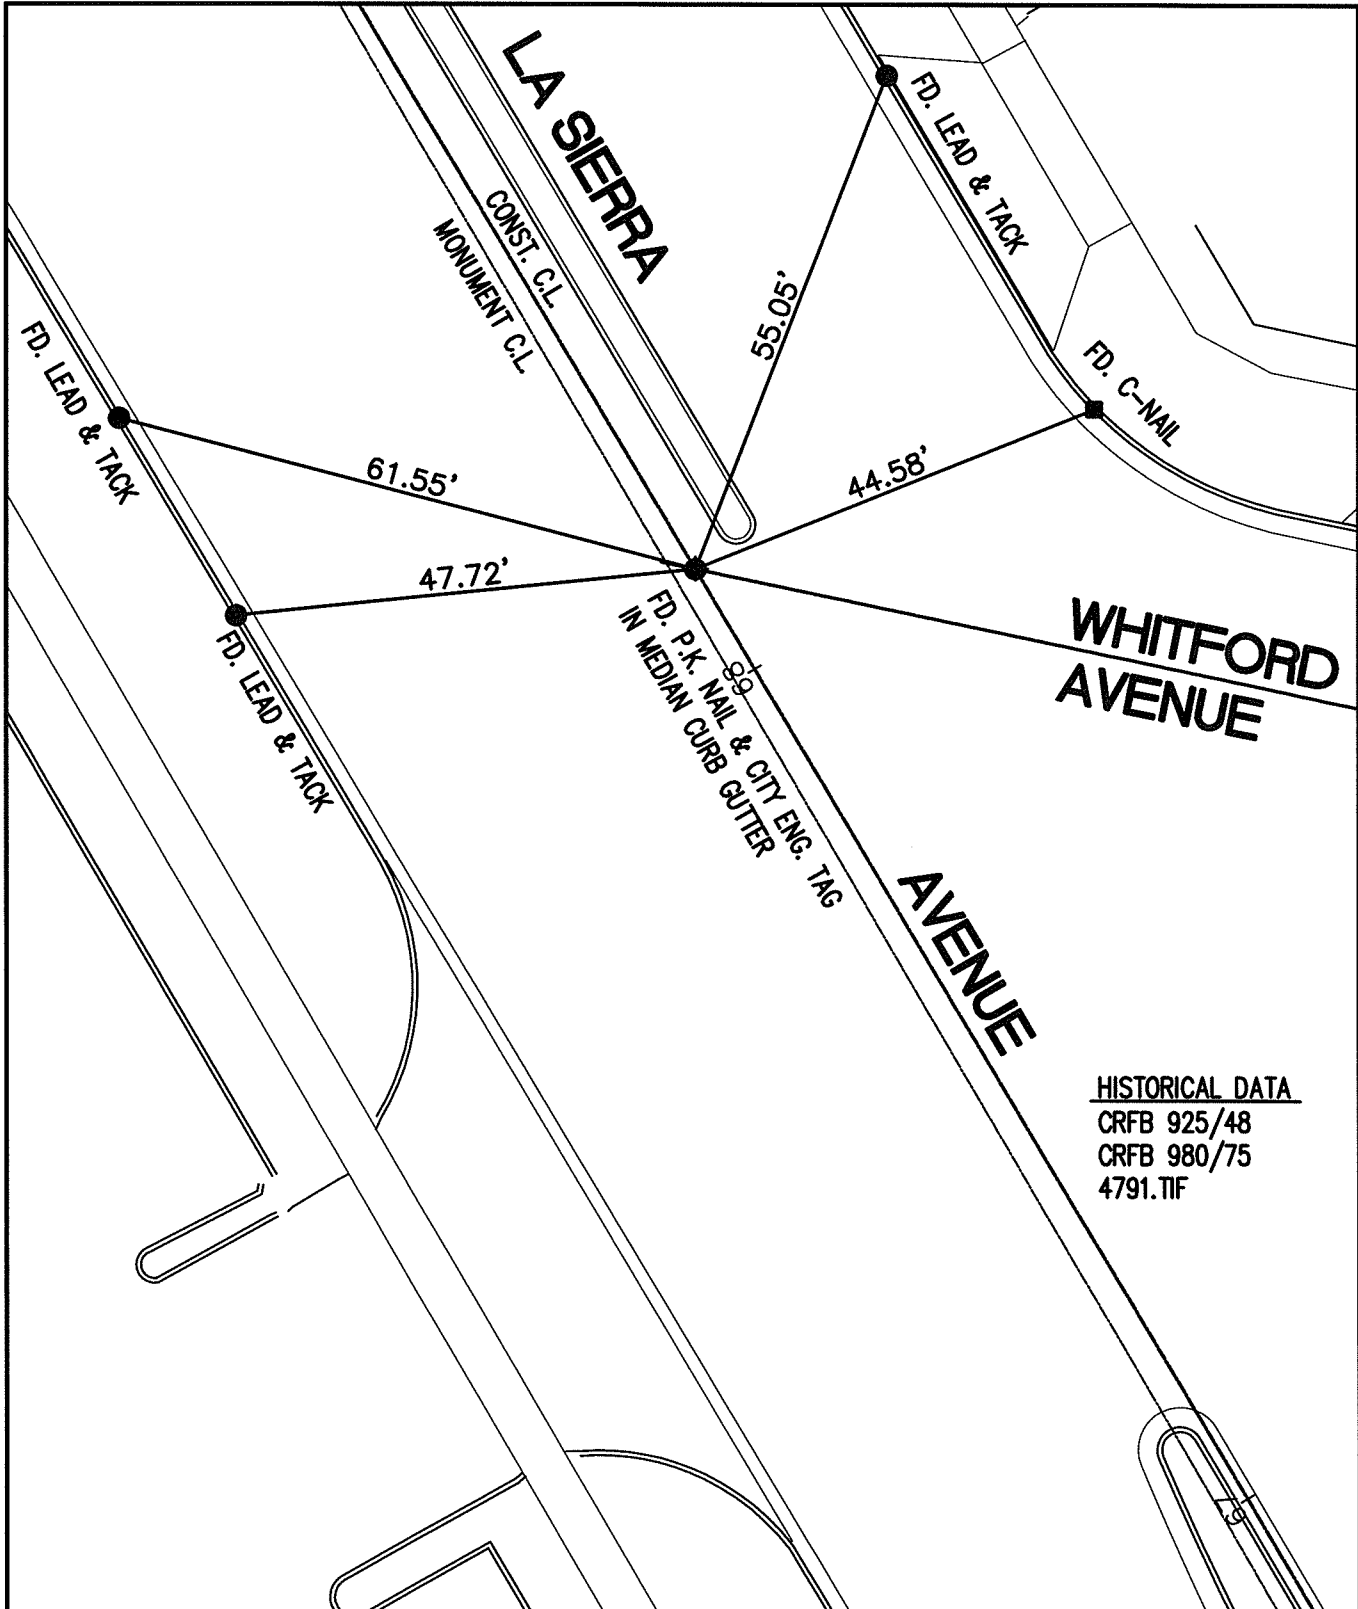 LA SIERRA
FD. LEAD & TACK
CONST. C.L.
MONUMENT C.L.
55.05'
FD. LEAD & TACK
FD. C-NAIL
61.55'
44.58'
47.72'
FD. P.K. NAIL & CITY ENG. TAG
IN MEDIAN CURB GUTTER
68
WHITFORD
AVENUE
FD. LEAD & TACK
AVENUE
HISTORICAL DATA
CRFB 925/48
CRFB 980/75
4791.TIF
67